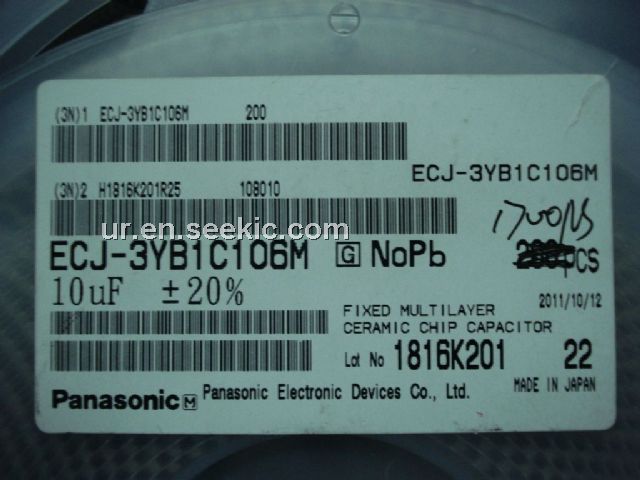 (3N)1 ECJ-3YB1C106M 200
ECJ-3YB1C106M
(3N)2 H1816K201R25 108010
1700pcs
ur.en.seekic.com
ECJ-3YB1C106M G NoPb PCS
10uF ±20%
2011/10/12
FIXED MULTILAYER
CERAMIC CHIP CAPACITOR
Lot No 1816K201 22
MADE IN JAPAN
Panasonic M Panasonic Electronic Devices Co., Ltd.